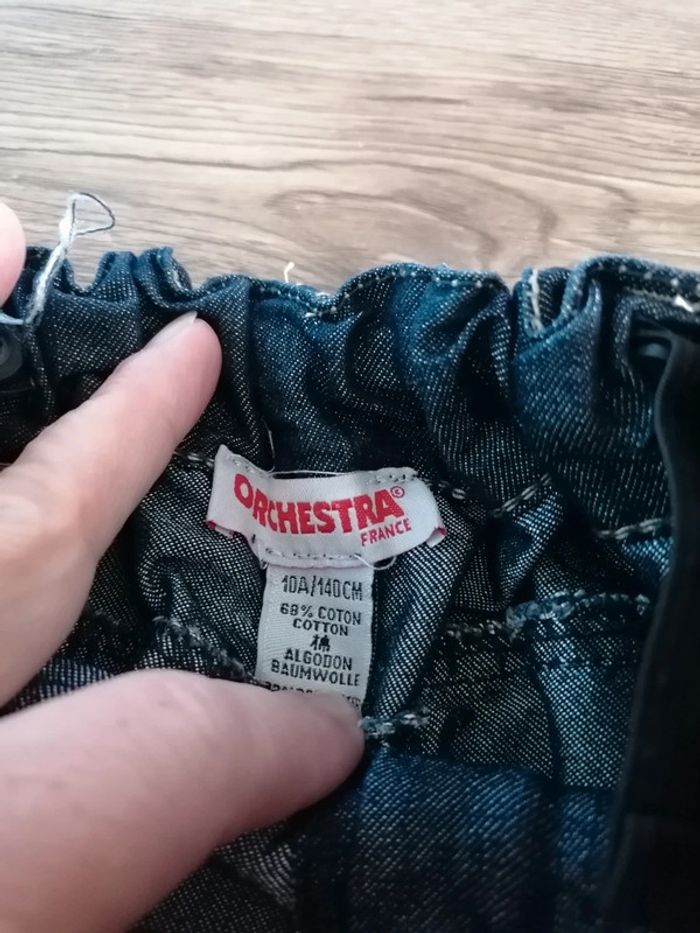 ORCHESTRA®
FRANCE
10A/140CM
68% COTON
COTTON
ALGODON
BAUMWOLLE